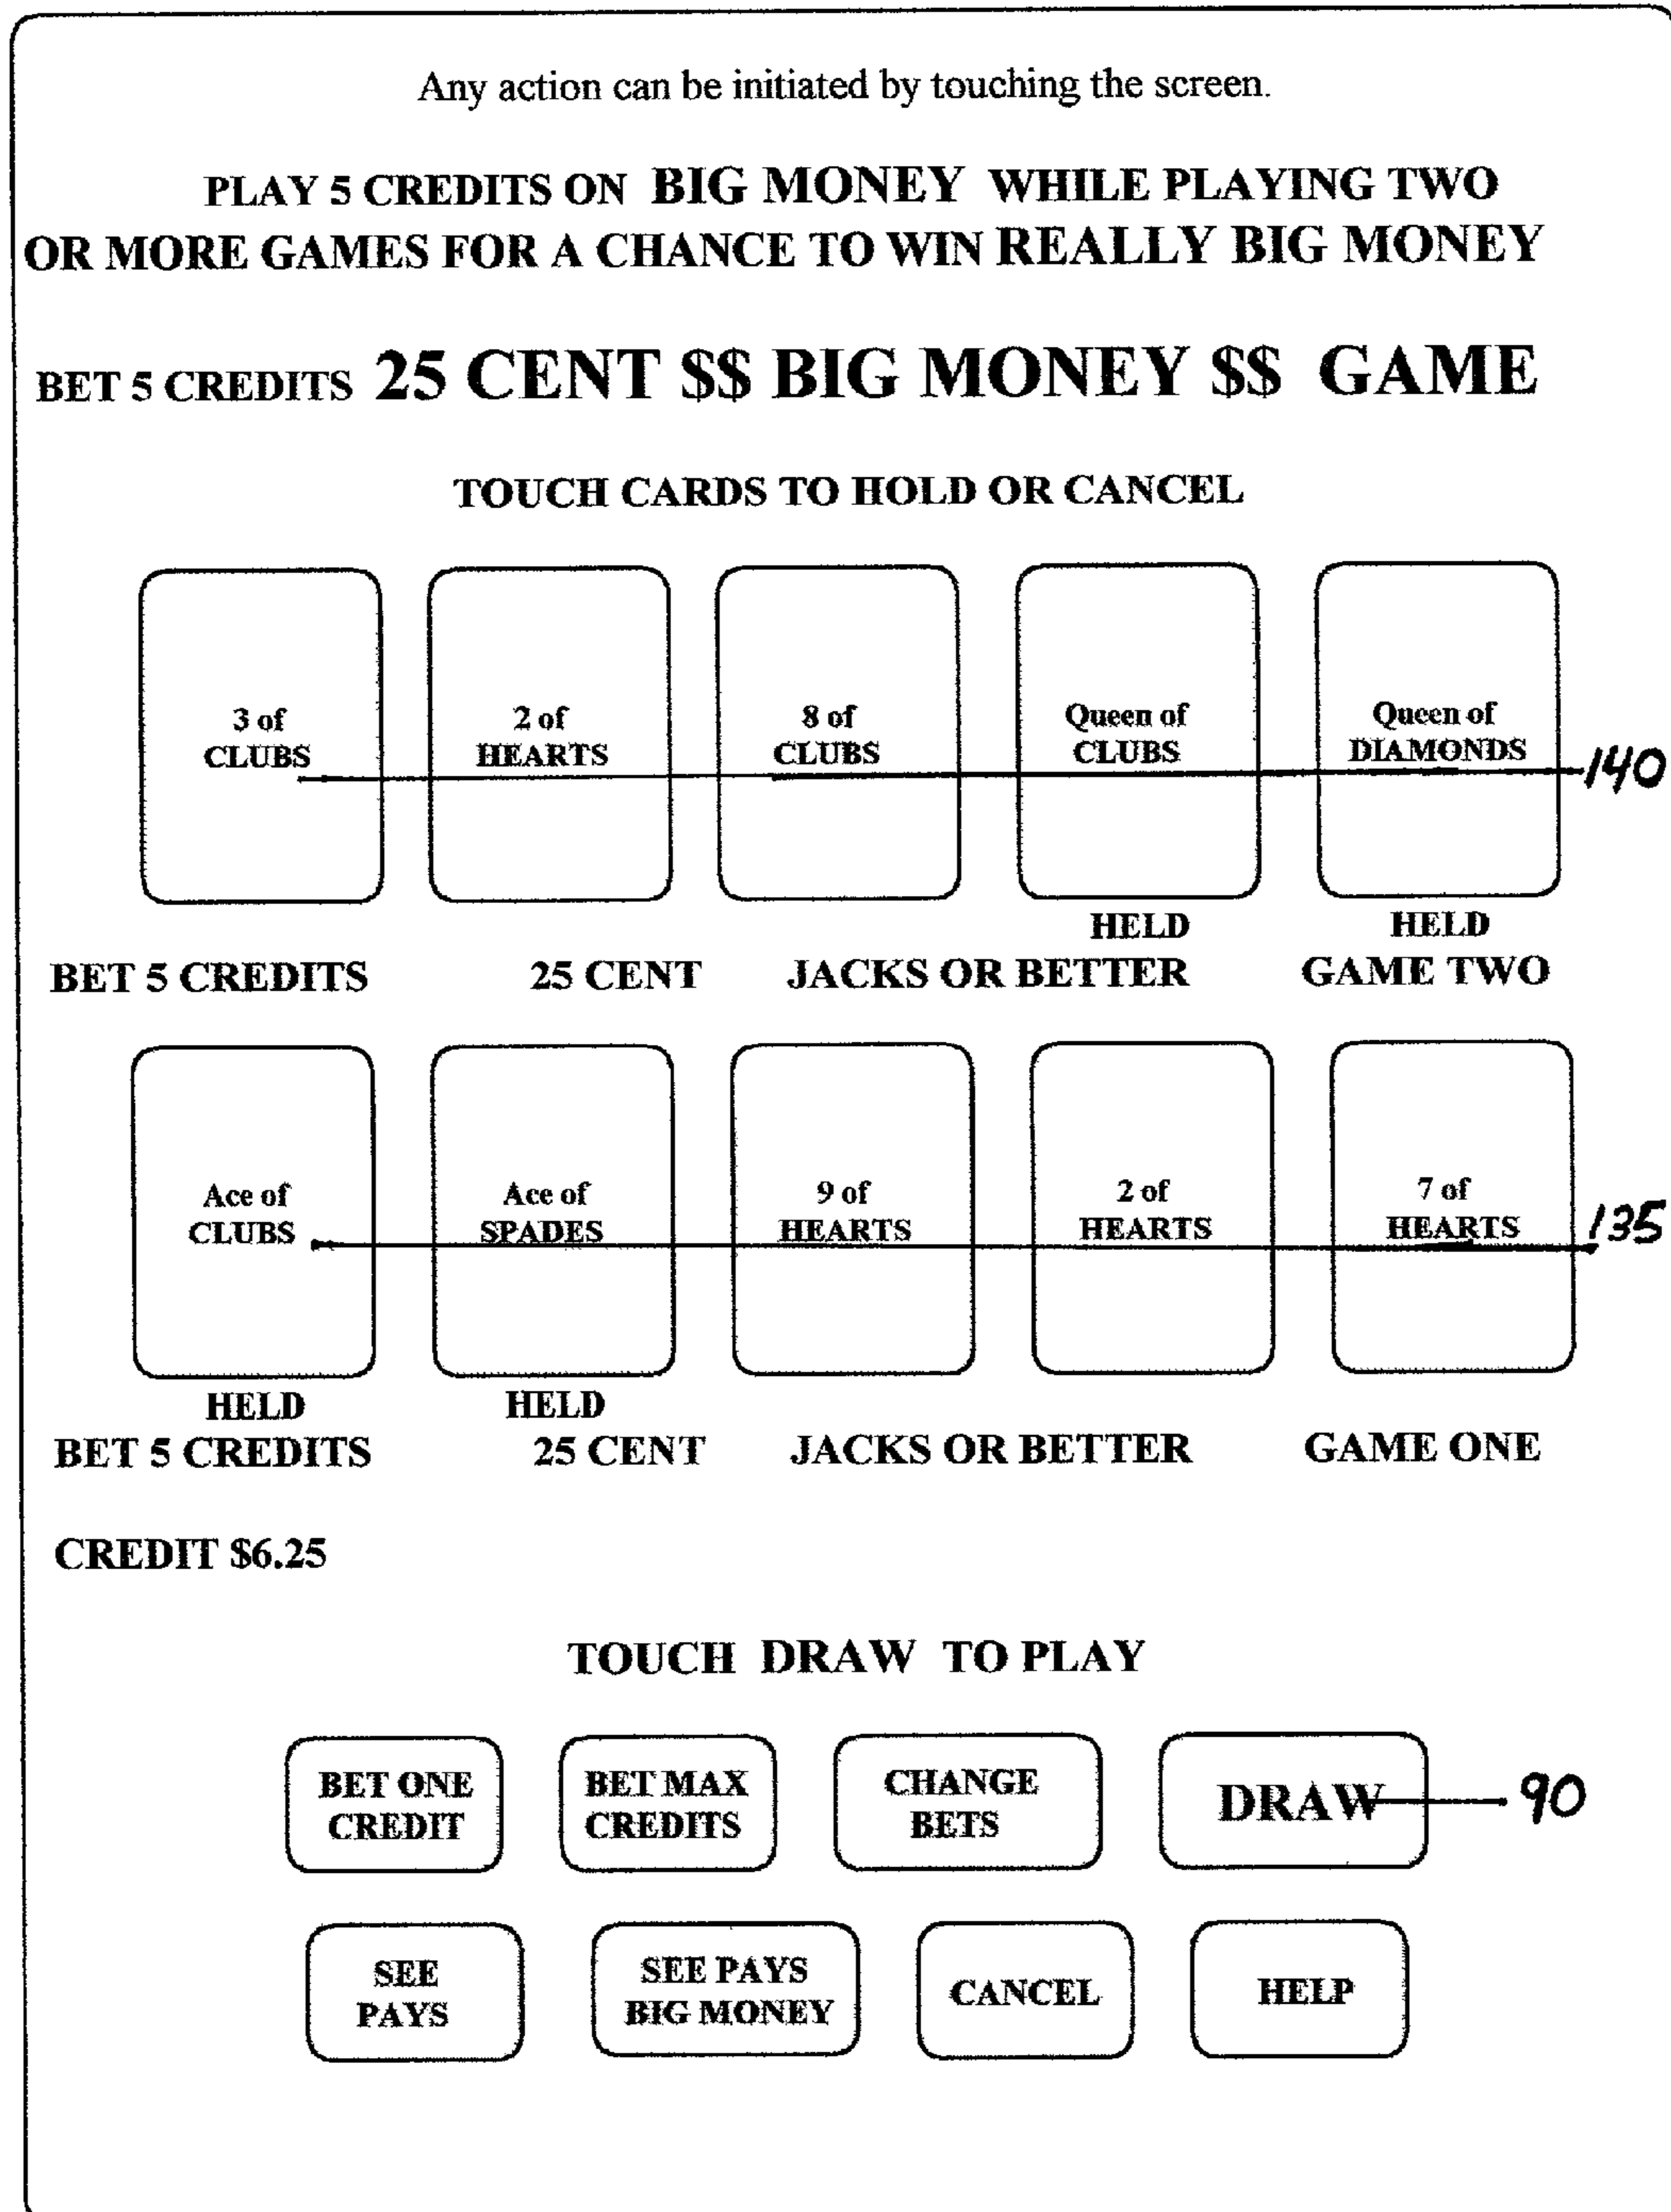 Any action can be initiated by touching the screen.
PLAY 5 CREDITS ON BIG MONEY WHILE PLAYING TWO
OR MORE GAMES FOR A CHANCE TO WIN REALLY BIG MONEY
BET 5 CREDITS 25 CENT $$ BIG MONEY $$ GAME
TOUCH CARDS TO HOLD OR CANCEL
3 of CLUBS
2 of HEARTS
8 of CLUBS
Queen of CLUBS
Queen of DIAMONDS
140
HELD HELD
BET 5 CREDITS 25 CENT JACKS OR BETTER GAME TWO
Ace of CLUBS
Ace of SPADES
9 of HEARTS
2 of HEARTS
7 of HEARTS
135
HELD HELD
BET 5 CREDITS 25 CENT JACKS OR BETTER GAME ONE
CREDIT $6.25
TOUCH DRAW TO PLAY
BET ONE CREDIT
BET MAX CREDITS
CHANGE BETS
DRAW
90
SEE PAYS
SEE PAYS BIG MONEY
CANCEL
HELP